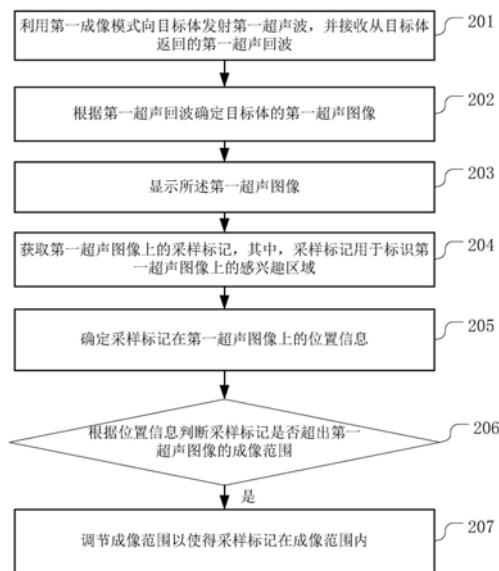 利用第一成像模式向目标体发射第一超声波，并接收从目标体
返回的第一超声回波
201
根据第一超声回波确定目标体的第一超声图像
202
显示所述第一超声图像
203
获取第一超声图像上的采样标记，其中，采样标记用于标识第
一超声图像上的感兴趣区域
204
确定采样标记在第一超声图像上的位置信息
205
根据位置信息判断采样标记是否超出第一
超声图像的成像范围
206
是
调节成像范围以使得采样标记在成像范围内
207